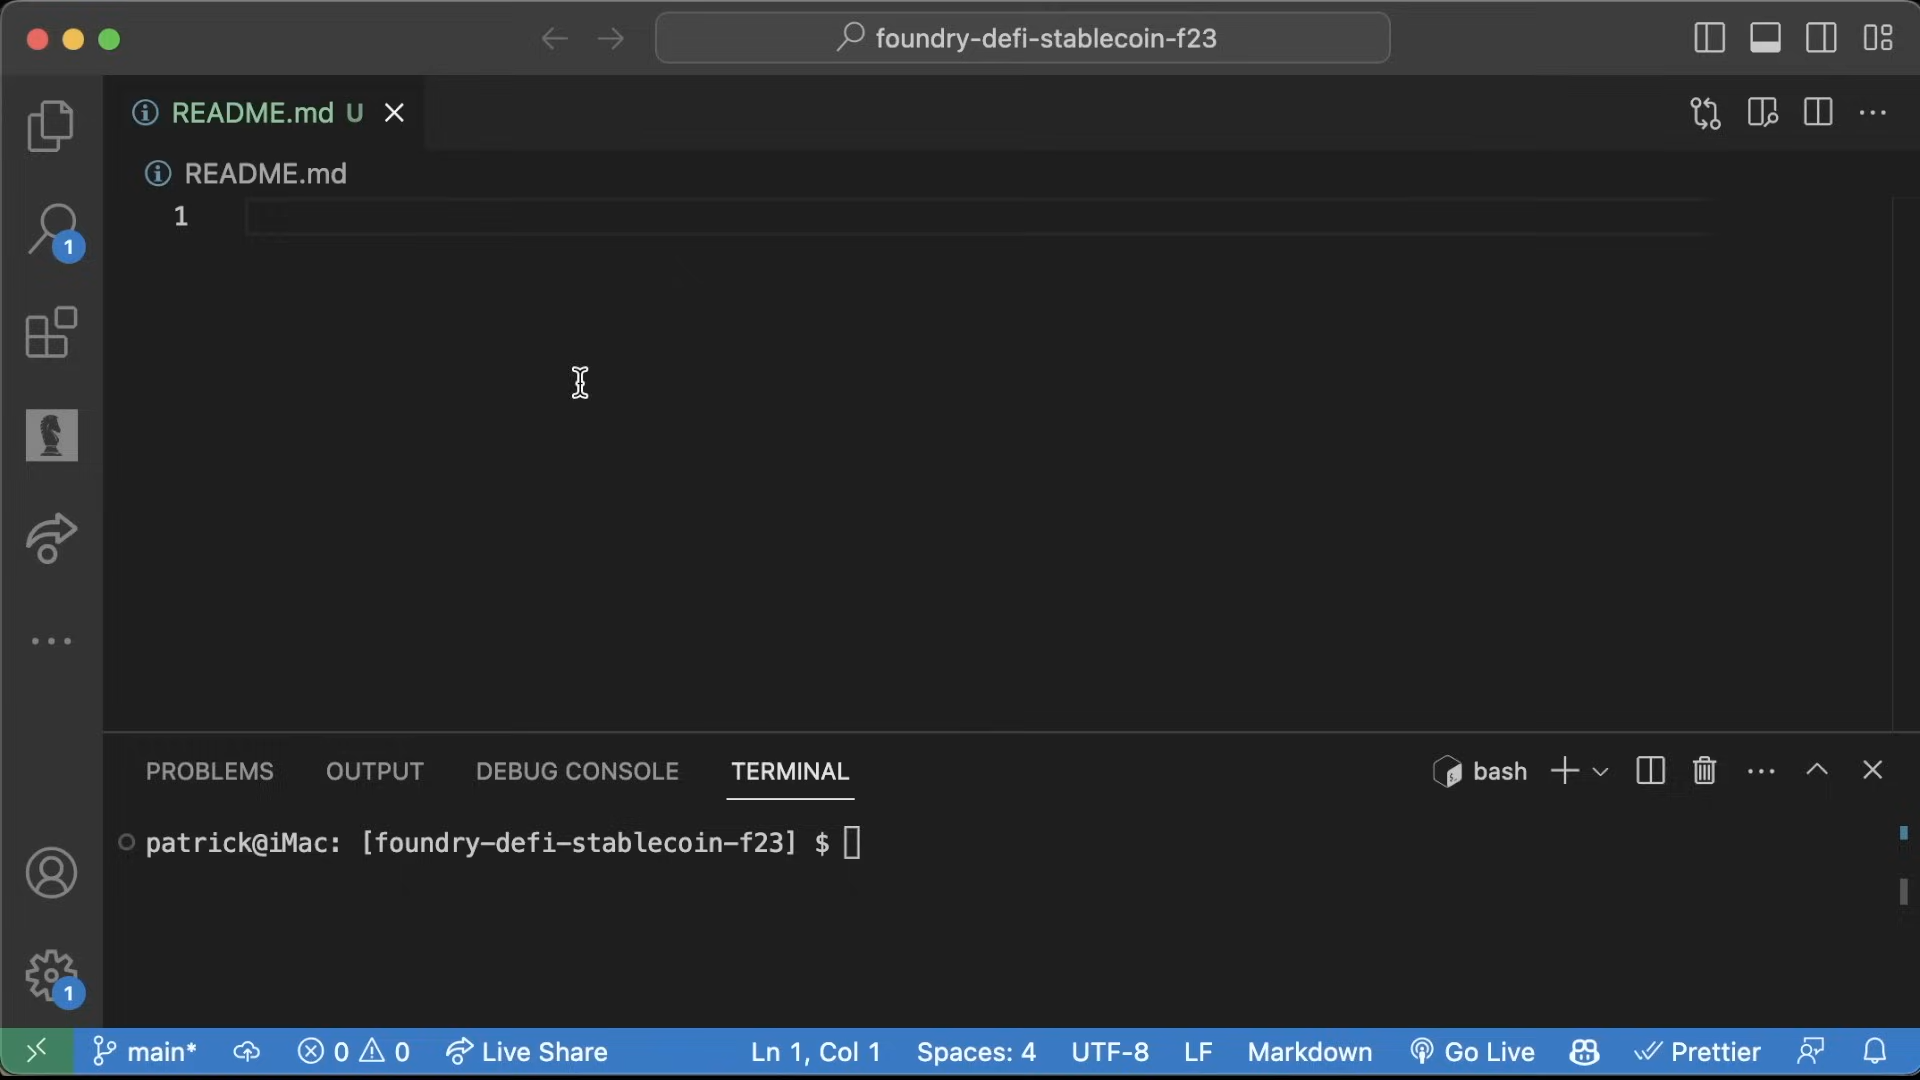 foundry-defi-stablecoin-f23
README.md U
README.md
1
1
PROBLEMS OUTPUT DEBUG CONSOLE TERMINAL
bash
patrick@iMac: [foundry-defi-stablecoin-f23] $
1
main* 0 0 Live Share Ln 1, Col 1 Spaces: 4 UTF-8 LF Markdown Go Live Prettier